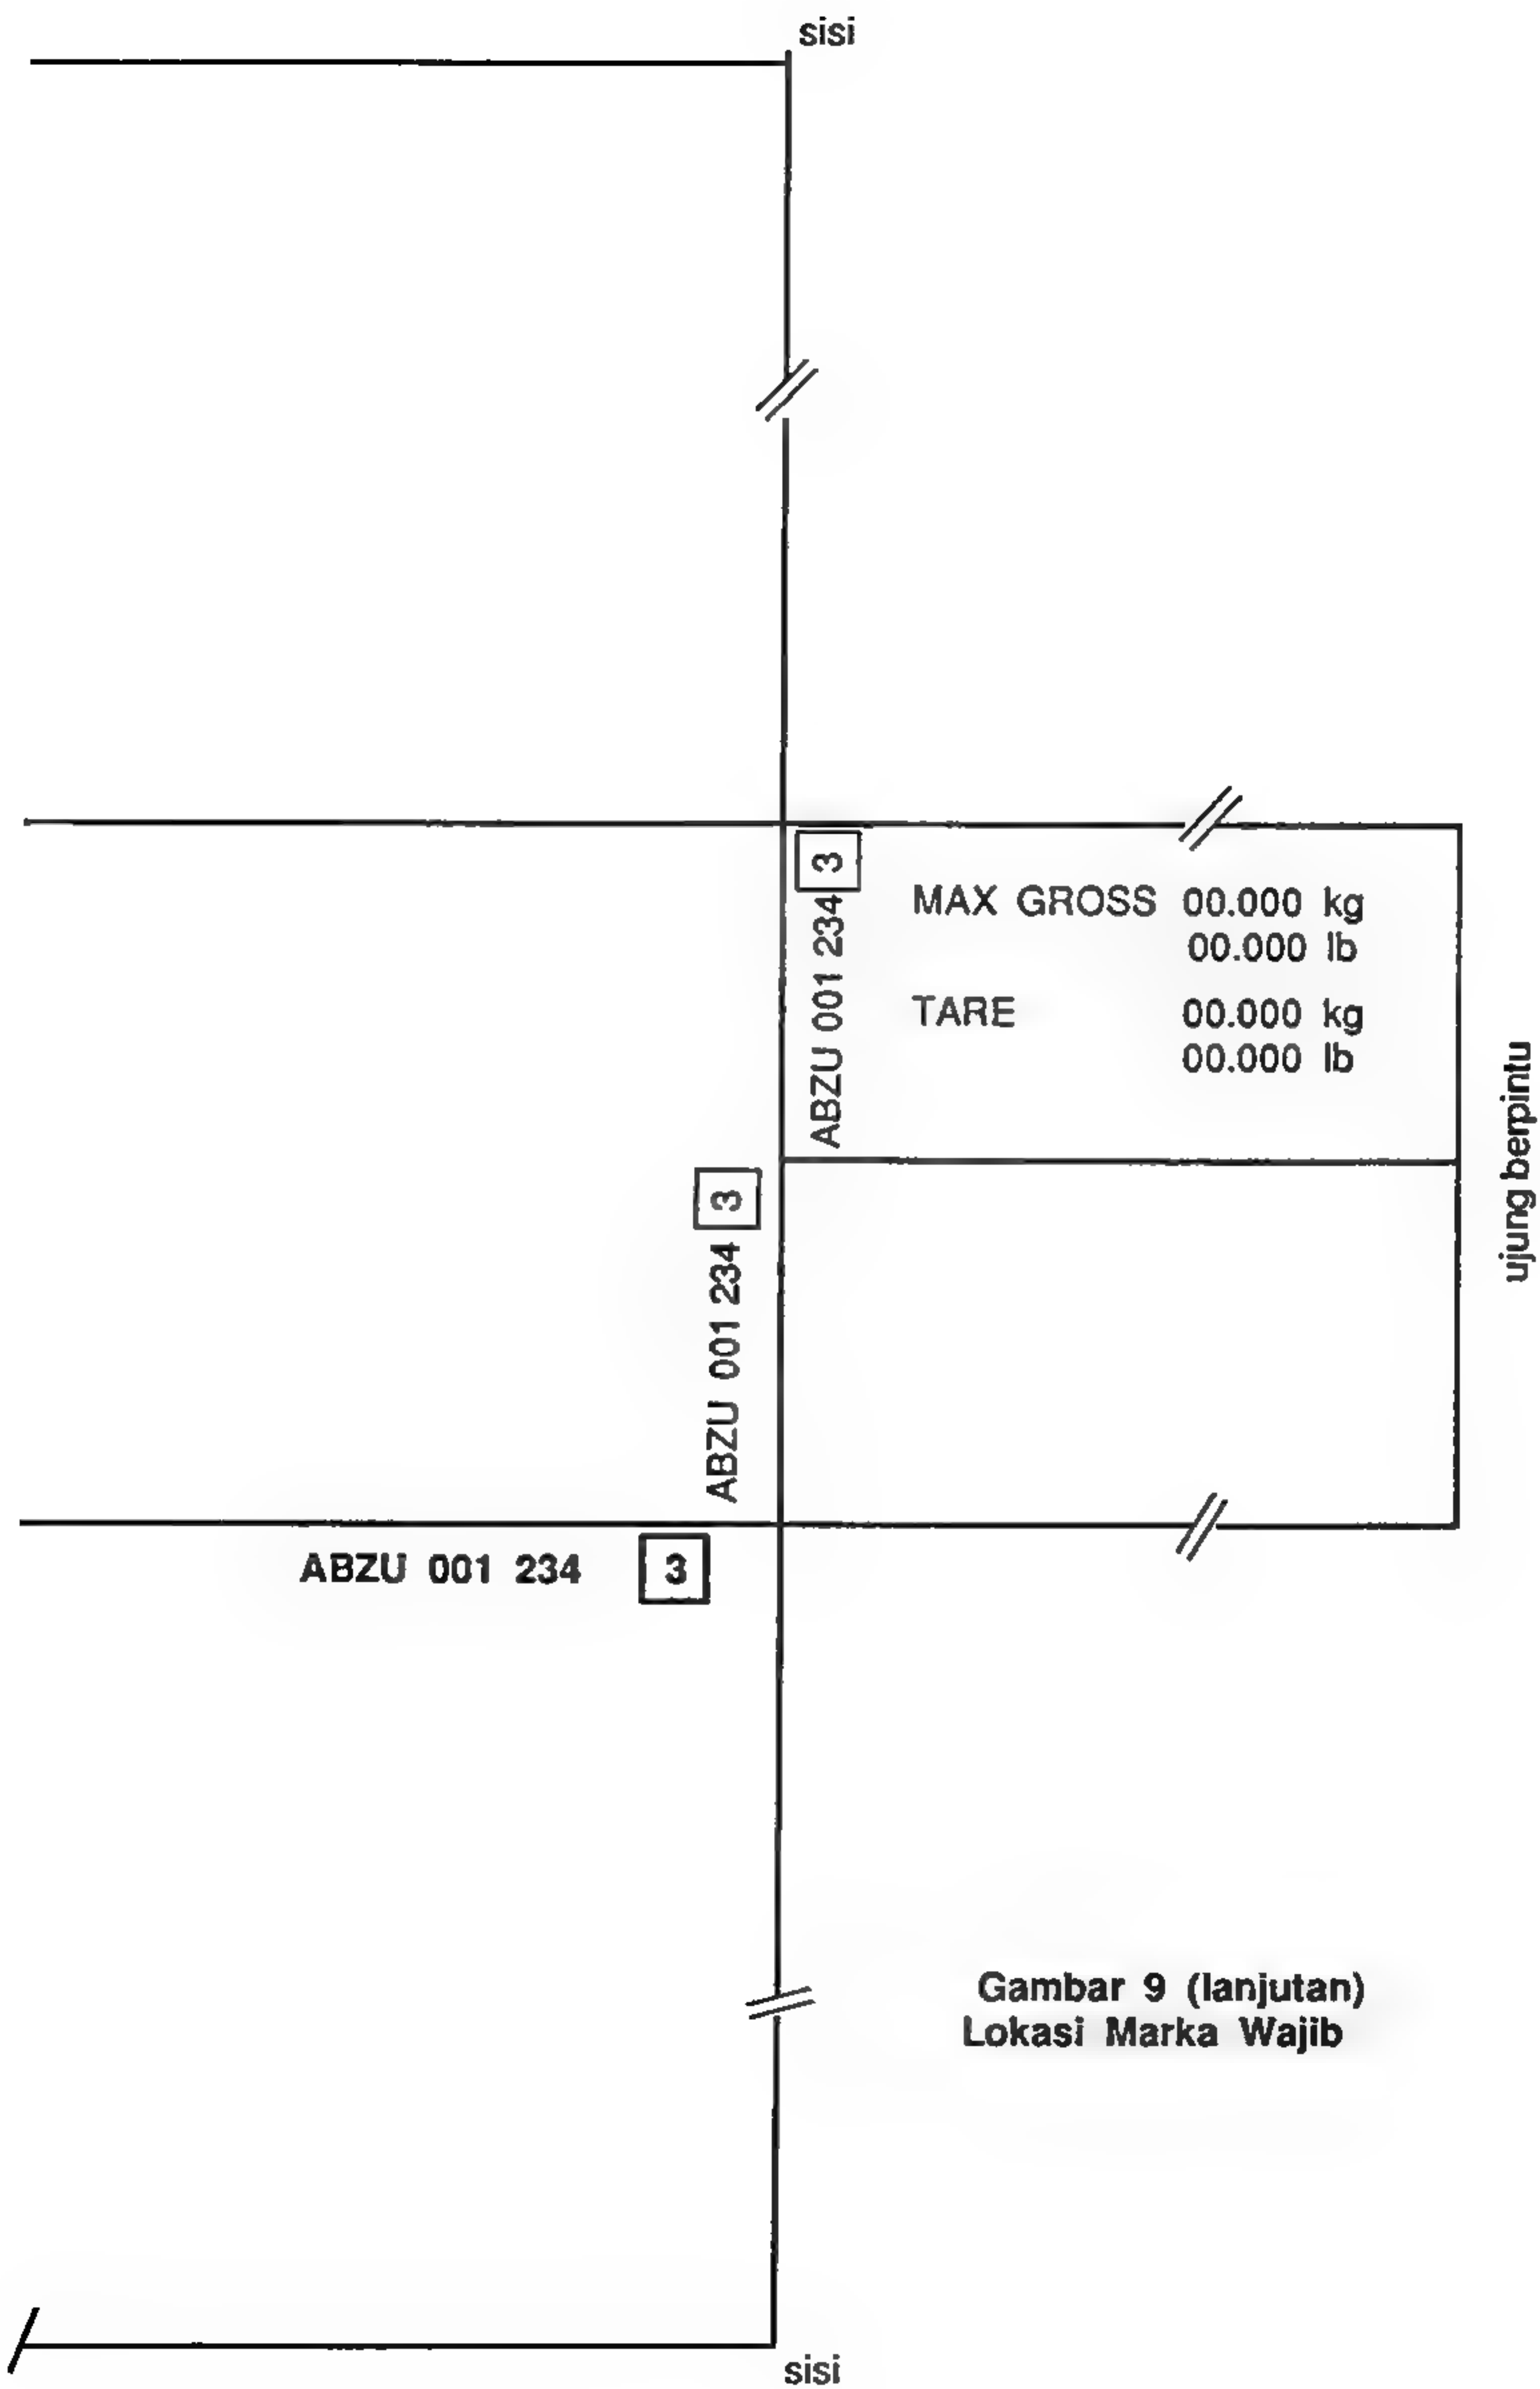 sisi
3
MAX GROSS 00.000 kg
00.000 lb
ABZU 001 234
TARE 00.000 kg
00.000 lb
ujung berpintu
3
ABZU 001 234
ABZU 001 234 3
Gambar 9 (lanjutan)
Lokasi Marka Wajib
sisi